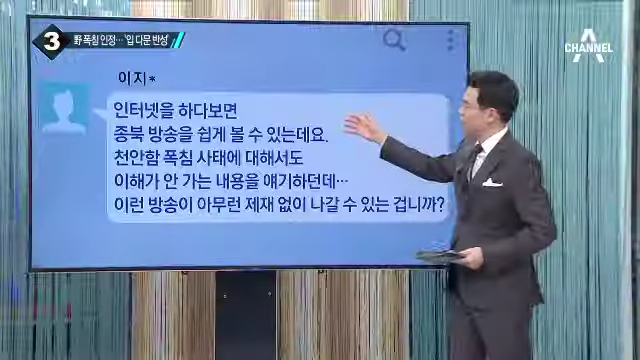 3
野 폭침 인정… '입 다문 반성'
CHANNEL A
이지*
인터넷을 하다보면
종북 방송을 쉽게 볼 수 있는데요.
천안함 폭침 사태에 대해서도
이해가 안 가는 내용을 얘기하던데…
이런 방송이 아무런 제재 없이 나갈 수 있는 겁니까?